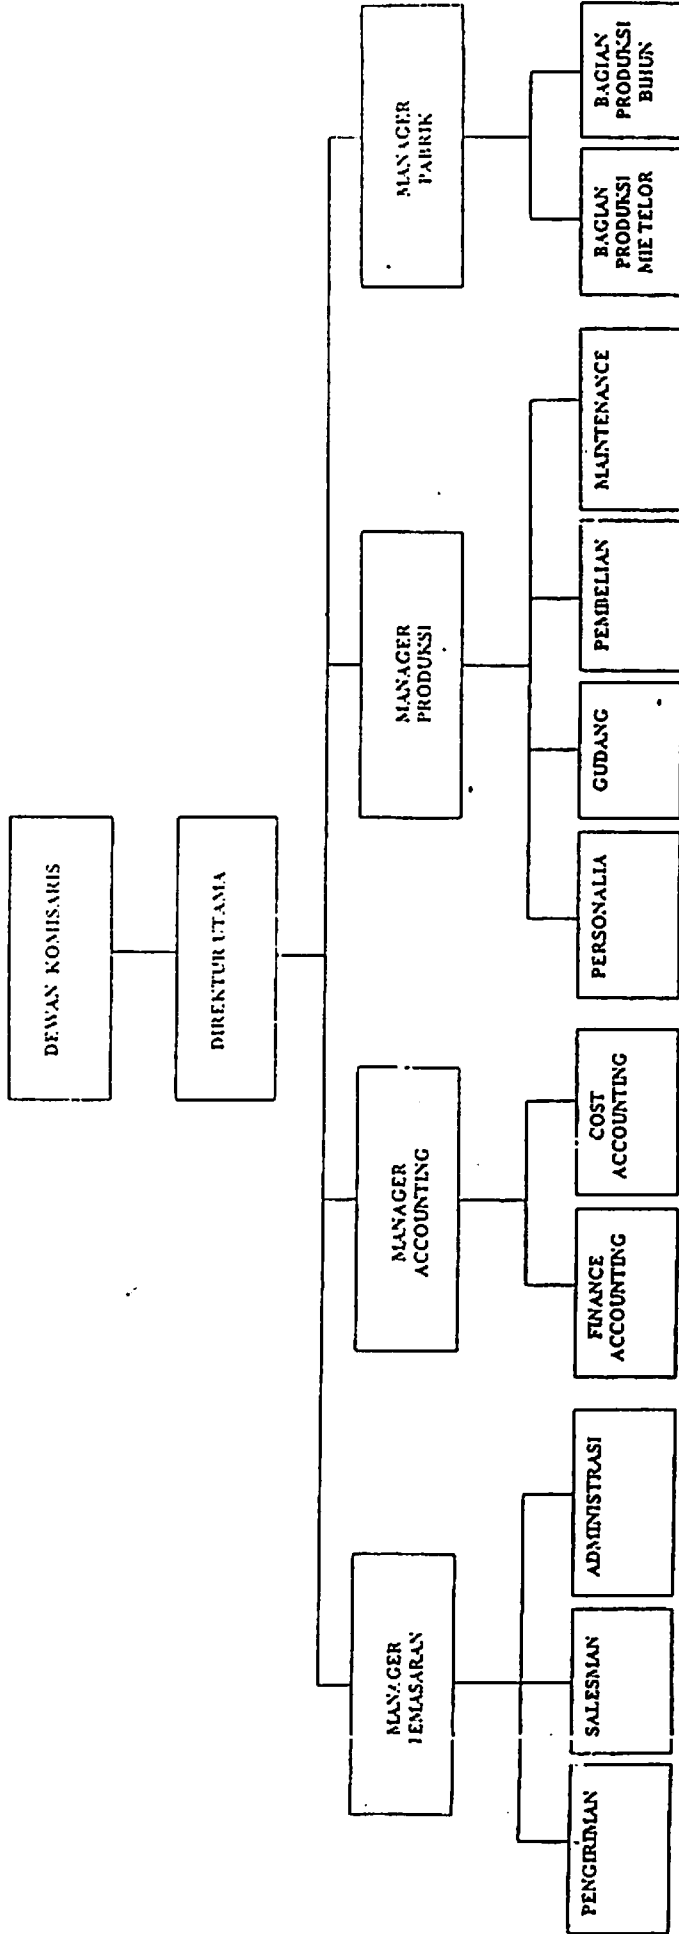 DEWAN KOMISARIS
DIREKTUR UTAMA
MANAGER
PEMASARAN
MANAGER
ACCOUNTING
MANAGER
PRODUKSI
MANAGER
PABRIK
PENGIRIMAN
SALESMAN
ADMINISTRASI
FINANCE
ACCOUNTING
COST
ACCOUNTING
PERSONALIA
GUDANG
PEMBELIAN
MAINTENANCE
BAGIAN
PRODUKSI
MIE TELOR
BAGIAN
PRODUKSI
BIHUN